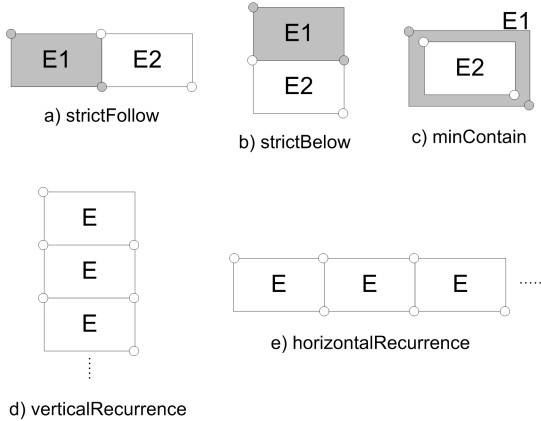 E1 E2
a) strictFollow
E1
E2
b) strictBelow
E1
E2
c) minContain
E
E
E
......
d) verticalRecurrence
E E E .....
e) horizontalRecurrence